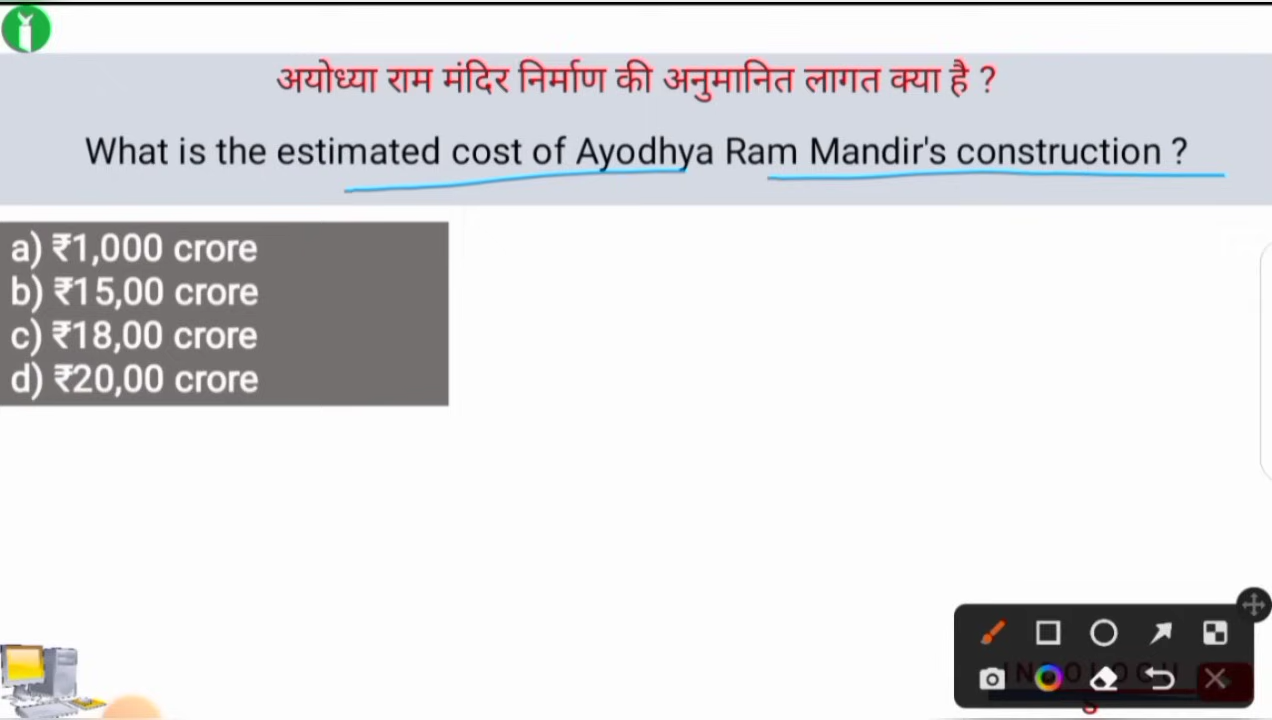 अयोध्या राम मंदिर निर्माण की अनुमानित लागत क्या है ?
What is the estimated cost of Ayodhya Ram Mandir's construction ?
a) ₹1,000 crore
b) ₹15,00 crore
c) ₹18,00 crore
d) ₹20,00 crore